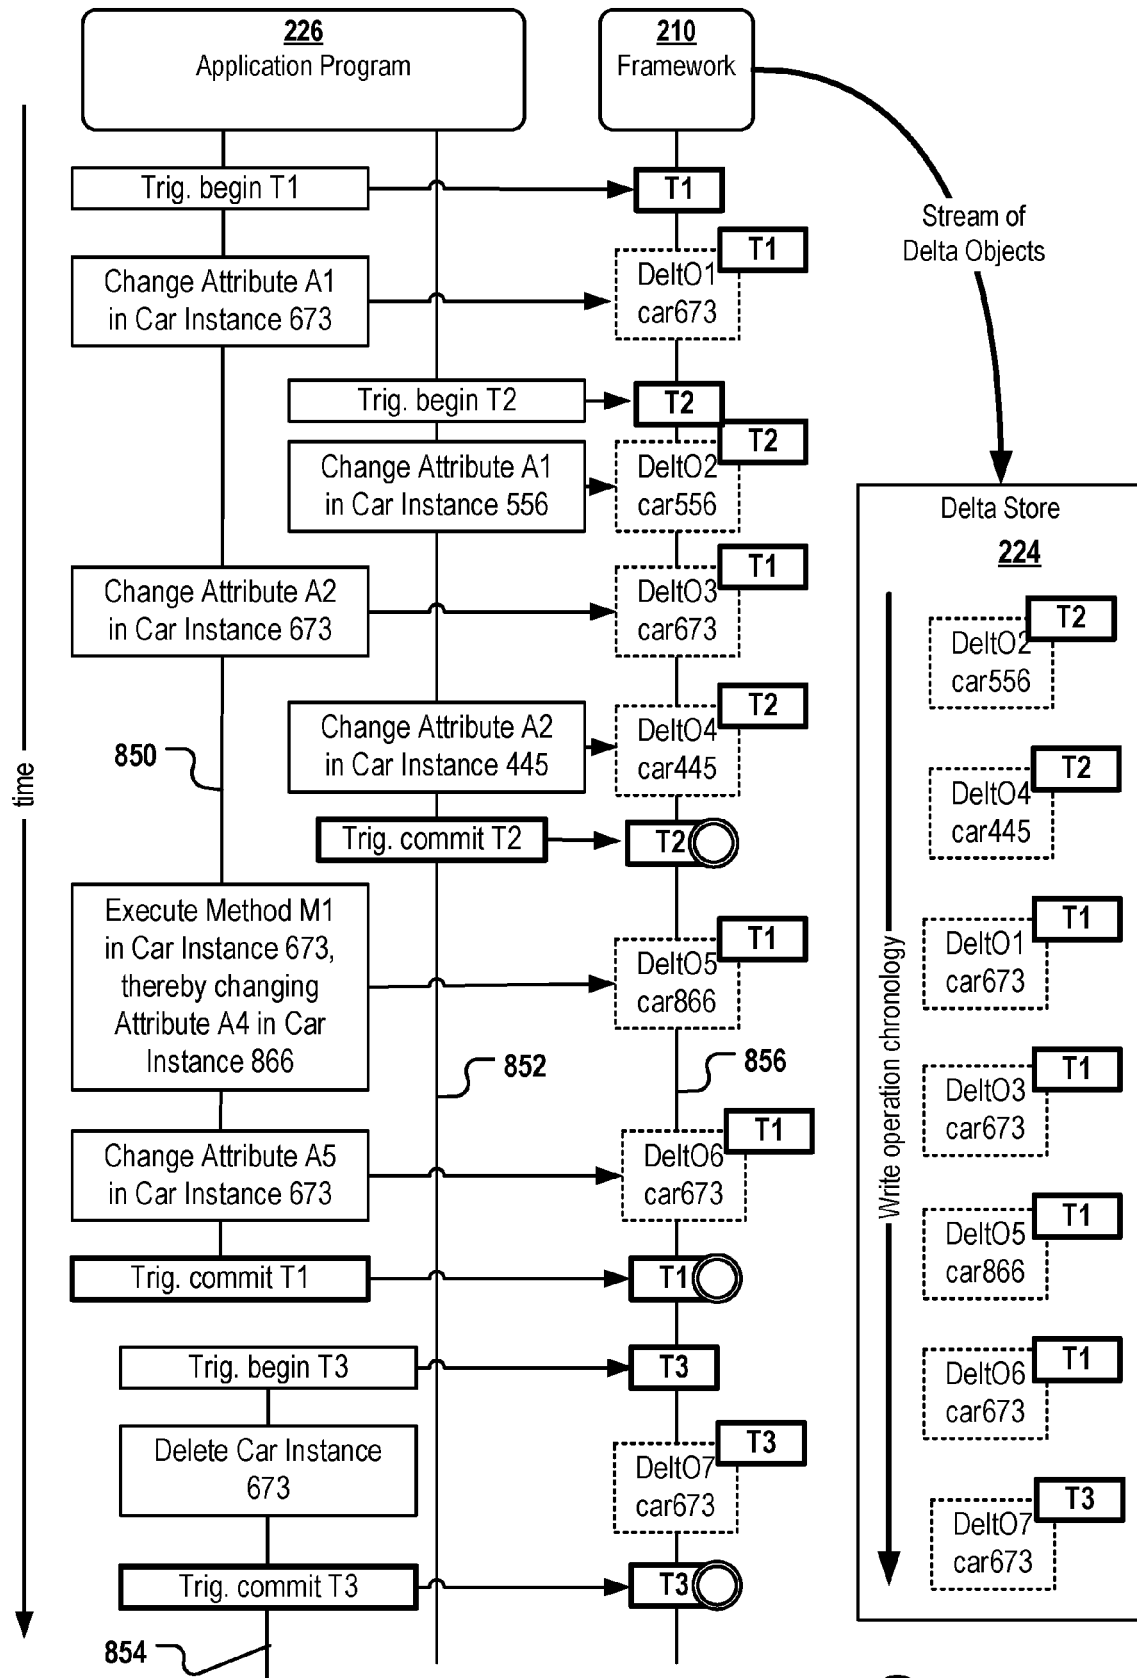 226
Application Program
210
Framework
Trig. begin T1
T1
Stream of
Delta Objects
T1
Change Attribute A1
in Car Instance 673
DeltO1
car673
Trig. begin T2
T2
T2
Change Attribute A1
in Car Instance 556
DeltO2
car556
Delta Store
224
T1
Change Attribute A2
in Car Instance 673
DeltO3
car673
T2
Change Attribute A2
in Car Instance 445
DeltO4
car445
850
time
Trig. commit T2
T2
Execute Method M1
in Car Instance 673,
thereby changing
Attribute A4 in Car
Instance 866
T1
DeltO5
car866
852
856
T1
Change Attribute A5
in Car Instance 673
DeltO6
car673
Trig. commit T1
T1
Trig. begin T3
T3
Delete Car Instance
673
T3
DeltO7
car673
Trig. commit T3
T3
854
Write operation chronology
T2
DeltO2
car556
T2
DeltO4
car445
T1
DeltO1
car673
T1
DeltO3
car673
T1
DeltO5
car866
T1
DeltO6
car673
T3
DeltO7
car673